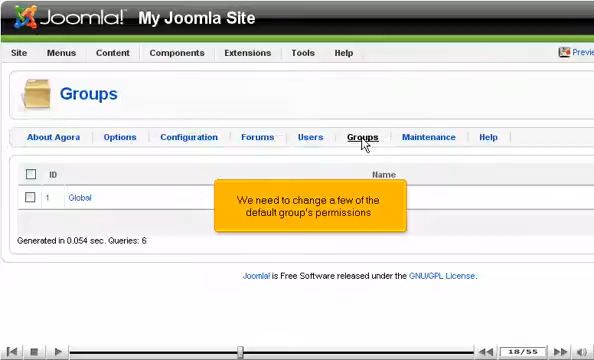 Joomla! My Joomla Site
Site Menus Content Components Extensions Tools Help
Groups
About Agora Options Configuration Forums Users Groups Maintenance Help
ID Name
1 Global
We need to change a few of the
default group's permissions
Generated in 0.054 sec. Queries: 6
Joomla! is Free Software released under the GNU/GPL License.
18/55